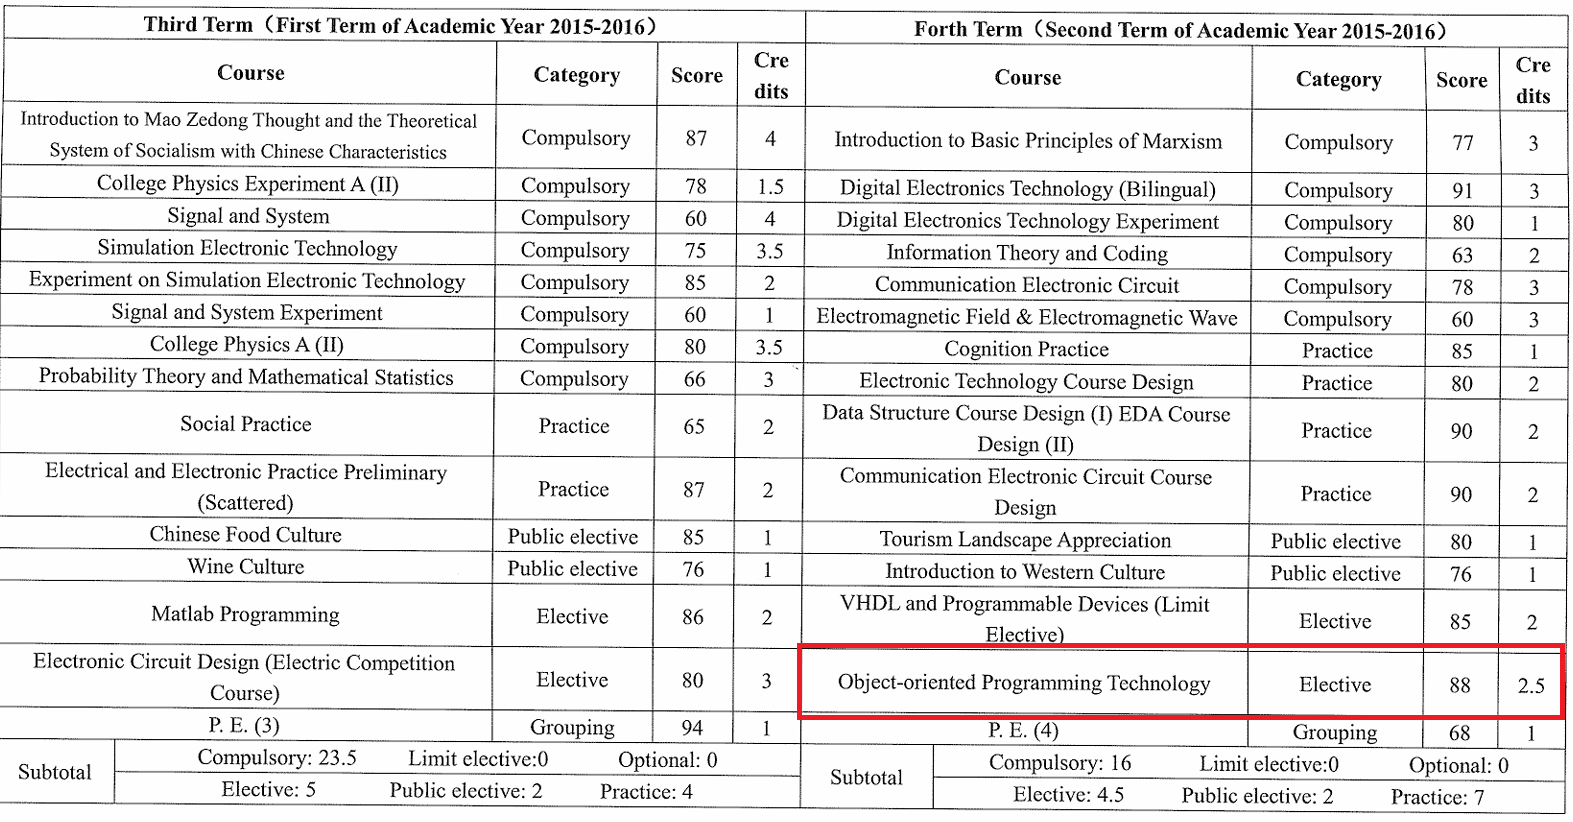 Third Term（First Term of Academic Year 2015-2016）
Course Category Score Cre
dits
Introduction to Mao Zedong Thought and the Theoretical
System of Socialism with Chinese Characteristics Compulsory 87 4
College Physics Experiment A (II) Compulsory 78 1.5
Signal and System Compulsory 60 4
Simulation Electronic Technology Compulsory 75 3.5
Experiment on Simulation Electronic Technology Compulsory 85 2
Signal and System Experiment Compulsory 60 1
College Physics A (II) Compulsory 80 3.5
Probability Theory and Mathematical Statistics Compulsory 66 3
Social Practice Practice 65 2
Electrical and Electronic Practice Preliminary
(Scattered) Practice 87 2
Chinese Food Culture Public elective 85 1
Wine Culture Public elective 76 1
Matlab Programming Elective 86 2
Electronic Circuit Design (Electric Competition
Course) Elective 80 3
P. E. (3) Grouping 94 1
Subtotal Compulsory: 23.5 Limit elective:0 Optional: 0
Elective: 5 Public elective: 2 Practice: 4
Forth Term（Second Term of Academic Year 2015-2016）
Course Category Score Cre
dits
Introduction to Basic Principles of Marxism Compulsory 77 3
Digital Electronics Technology (Bilingual) Compulsory 91 3
Digital Electronics Technology Experiment Compulsory 80 1
Information Theory and Coding Compulsory 63 2
Communication Electronic Circuit Compulsory 78 3
Electromagnetic Field & Electromagnetic Wave Compulsory 60 3
Cognition Practice Practice 85 1
Electronic Technology Course Design Practice 80 2
Data Structure Course Design (I) EDA Course
Design (II) Practice 90 2
Communication Electronic Circuit Course
Design Practice 90 2
Tourism Landscape Appreciation Public elective 80 1
Introduction to Western Culture Public elective 76 1
VHDL and Programmable Devices (Limit
Elective) Elective 85 2
Object-oriented Programming Technology Elective 88 2.5
P. E. (4) Grouping 68 1
Subtotal Compulsory: 16 Limit elective:0 Optional: 0
Elective: 4.5 Public elective: 2 Practice: 7